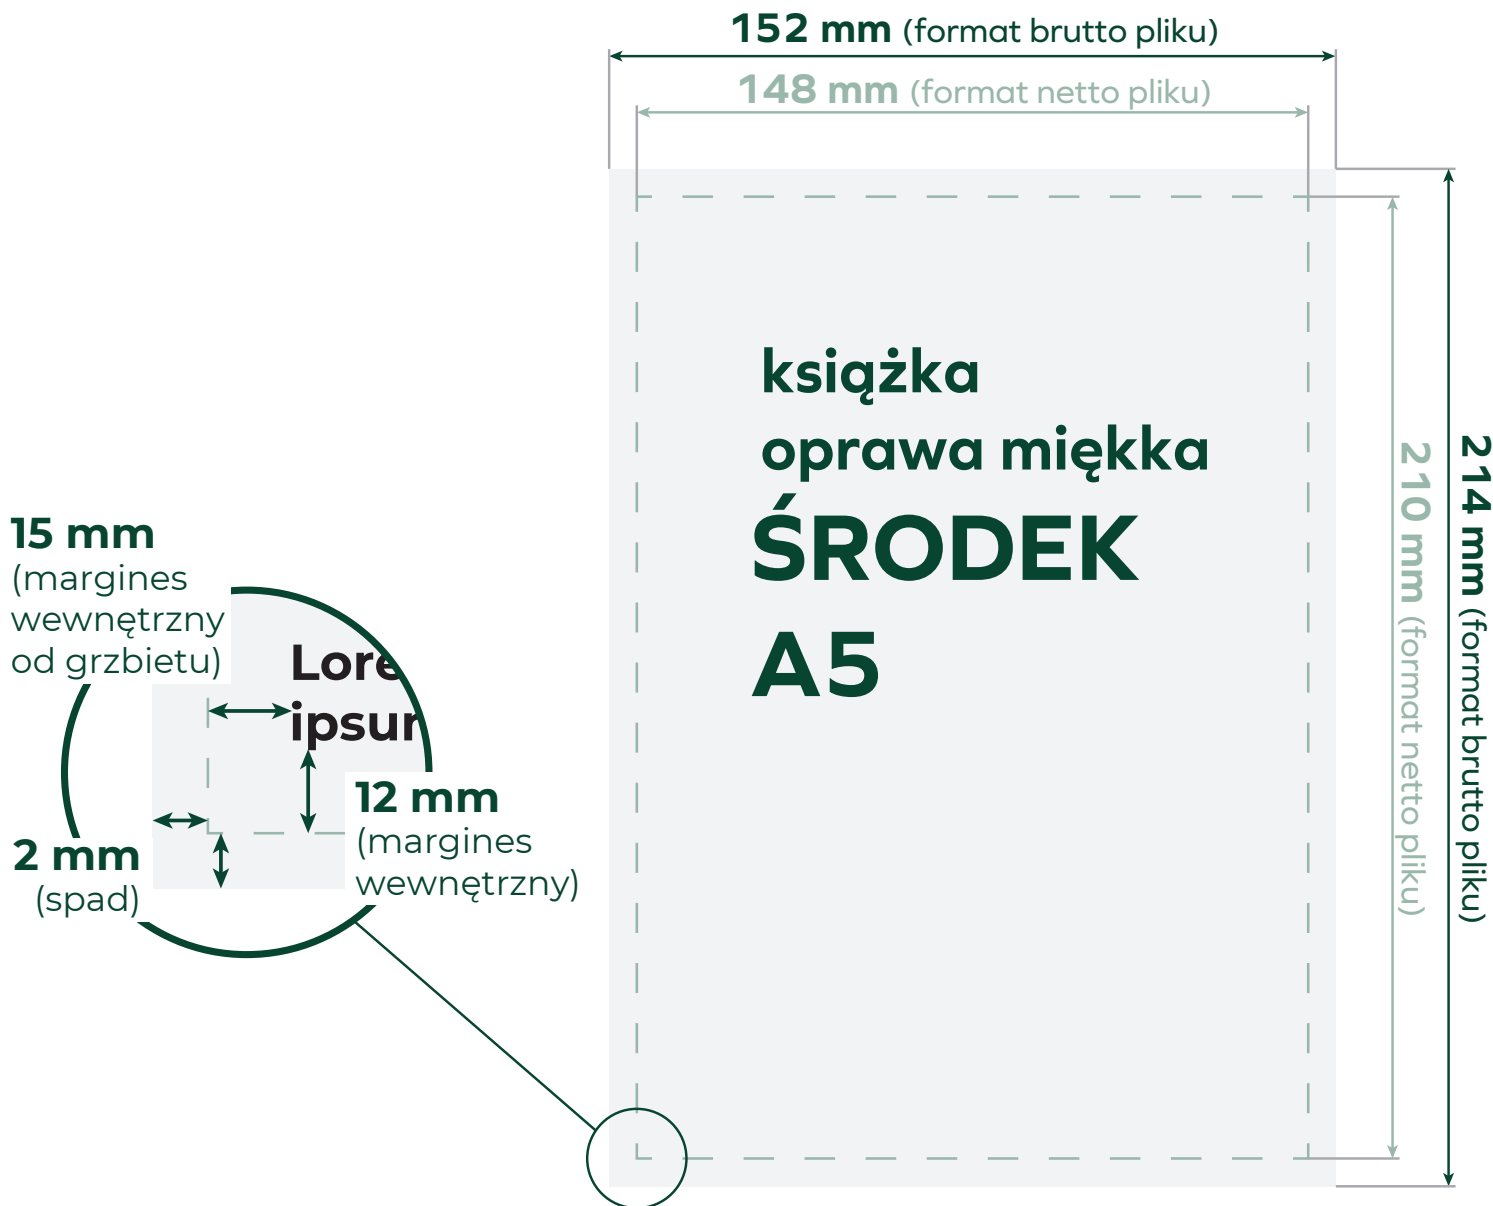 152 mm (format brutto pliku)
148 mm (format netto pliku)
książka
oprawa miękka
ŚRODEK
A5
210 mm (format netto pliku)
214 mm (format brutto pliku)
15 mm
(margines
wewnętrzny
od grzbietu)
Lore
ipsur
12 mm
(margines
wewnętrzny)
2 mm
(spad)